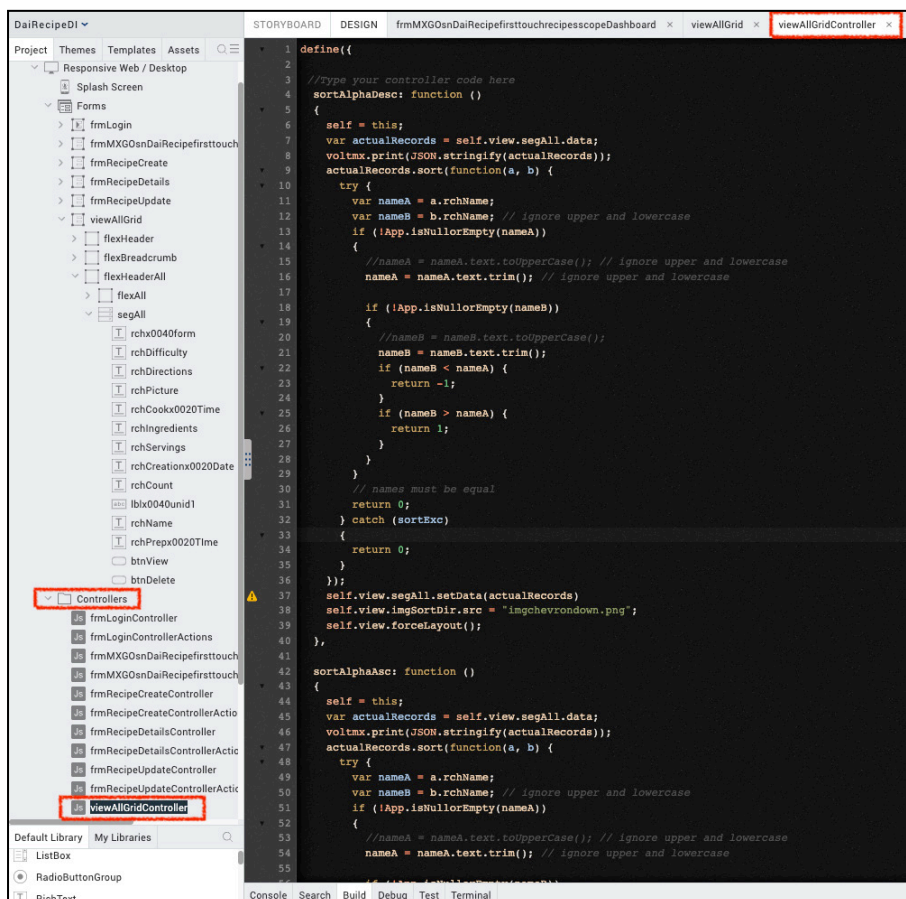 DaiRecipeDI
STORYBOARD DESIGN frmMXGOsnDaiRecipefirsttouchrecipesscopeDashboard × viewAllGrid × viewAllGridController ×
Project Themes Templates Assets
Responsive Web / Desktop
Splash Screen
Forms
frmLogin
frmMXGOsnDaiRecipefirsttouch
frmRecipeCreate
frmRecipeDetails
frmRecipeUpdate
viewAllGrid
flexHeader
flexBreadcrumb
flexHeaderAll
flexAll
segAll
rchx0040form
rchDifficulty
rchDirections
rchPicture
rchCookx0020Time
rchIngredients
rchServings
rchCreationx0020Date
rchCount
lblx0040unid1
rchName
rchPrepx0020TIme
btnView
btnDelete
Controllers
frmLoginController
frmLoginControllerActions
frmMXGOsnDaiRecipefirsttouch
frmMXGOsnDaiRecipefirsttouch
frmRecipeCreateController
frmRecipeCreateControllerActio
frmRecipeDetailsController
frmRecipeDetailsControllerActic
frmRecipeUpdateController
frmRecipeUpdateControllerActic
viewAllGridController
Default Library My Libraries
ListBox
RadioButtonGroup
RichText
1 define({
2
3 //Type your controller code here
4 sortAlphaDesc: function ()
5 {
6 self = this;
7 var actualRecords = self.view.segAll.data;
8 voltmx.print(JSON.stringify(actualRecords));
9 actualRecords.sort(function(a, b) {
10 try {
11 var nameA = a.rchName;
12 var nameB = b.rchName; // ignore upper and lowercase
13 if (!App.isNullorEmpty(nameA))
14 {
15 //nameA = nameA.text.toUpperCase(); // ignore upper and lowercase
16 nameA = nameA.text.trim(); // ignore upper and lowercase
17
18 if (!App.isNullorEmpty(nameB))
19 {
20 //nameB = nameB.text.toUpperCase();
21 nameB = nameB.text.trim();
22 if (nameB < nameA) {
23 return -1;
24 }
25 if (nameB > nameA) {
26 return 1;
27 }
28 }
29 }
30 // names must be equal
31 return 0;
32 } catch (sortExc)
33 {
34 return 0;
35 }
36 });
37 self.view.segAll.setData(actualRecords)
38 self.view.imgSortDir.src = "imgchevrondown.png";
39 self.view.forceLayout();
40 },
41
42 sortAlphaAsc: function ()
43 {
44 self = this;
45 var actualRecords = self.view.segAll.data;
46 voltmx.print(JSON.stringify(actualRecords));
47 actualRecords.sort(function(a, b) {
48 try {
49 var nameA = a.rchName;
50 var nameB = b.rchName; // ignore upper and lowercase
51 if (!App.isNullorEmpty(nameA))
52 {
53 //nameA = nameA.text.toUpperCase(); // ignore upper and lowercase
54 nameA = nameA.text.trim(); // ignore upper and lowercase
55
Console Search Build Debug Test Terminal